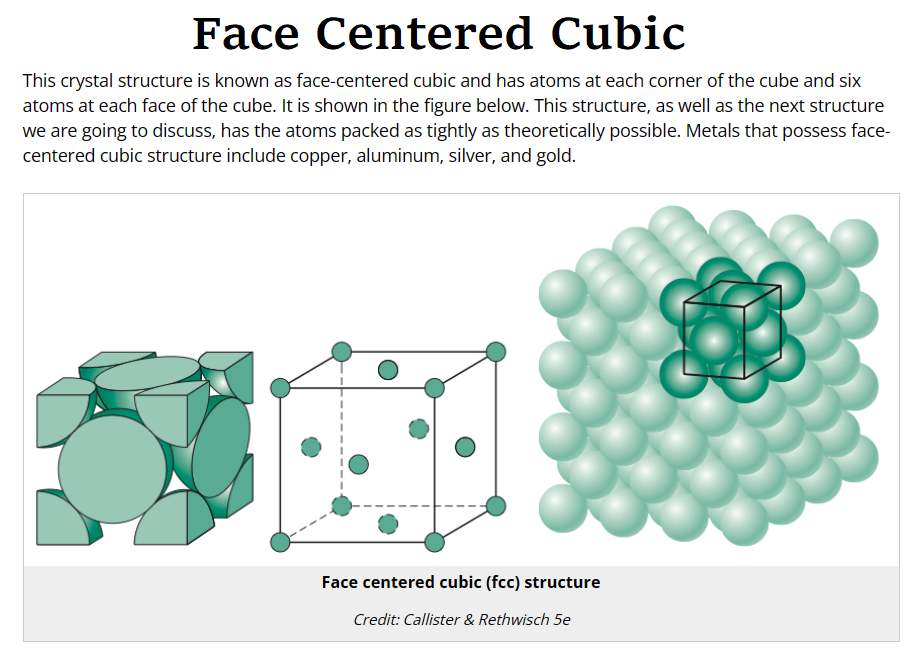 Face Centered Cubic
This crystal structure is known as face-centered cubic and has atoms at each corner of the cube and six
atoms at each face of the cube. It is shown in the figure below. This structure, as well as the next structure
we are going to discuss, has the atoms packed as tightly as theoretically possible. Metals that possess face-
centered cubic structure include copper, aluminum, silver, and gold.
Face centered cubic (fcc) structure
Credit: Callister & Rethwisch 5e